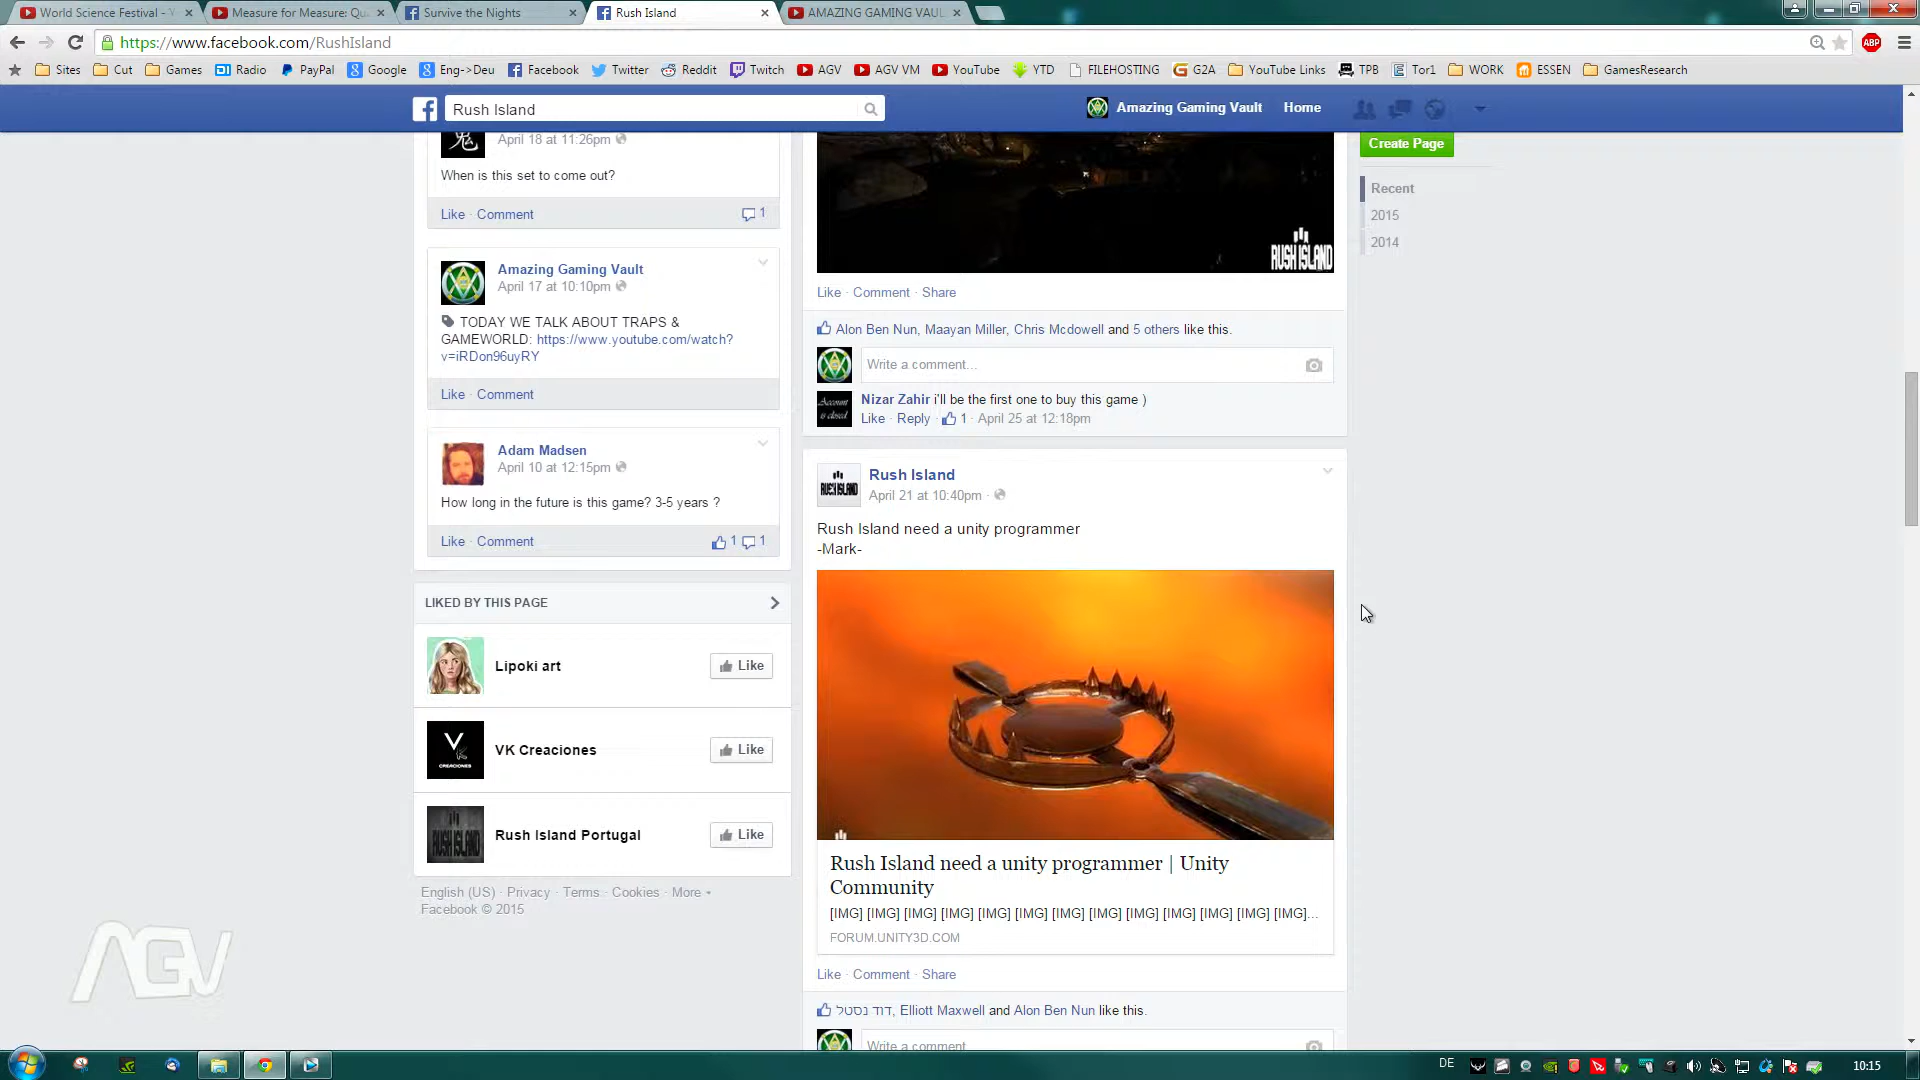 World Science Festival - Y
Measure for Measure: Qu
Survive the Nights
Rush Island
AMAZING GAMING VAUL
https://www.facebook.com/RushIsland
Sites
Cut
Games
Radio
PayPal
Google
Eng->Deu
Facebook
Twitter
Reddit
Twitch
AGV
AGV VM
YouTube
YTD
FILEHOSTING
G2A
YouTube Links
TPB
Tor1
WORK
ESSEN
GamesResearch
Rush Island
Amazing Gaming Vault
Home
April 18 at 11:26pm
When is this set to come out?
Like · Comment
1
Amazing Gaming Vault
April 17 at 10:10pm
TODAY WE TALK ABOUT TRAPS &
GAMEWORLD: https://www.youtube.com/watch?
v=iRDon96uyRY
Like · Comment
Adam Madsen
April 10 at 12:15pm
How long in the future is this game? 3-5 years ?
Like · Comment
1 1
LIKED BY THIS PAGE
Lipoki art
Like
VK Creaciones
Like
Rush Island Portugal
Like
English (US) · Privacy · Terms · Cookies · More
Facebook © 2015
AGV
RUSH ISLAND
Like · Comment · Share
Alon Ben Nun, Maayan Miller, Chris Mcdowell and 5 others like this.
Write a comment...
Nizar Zahir i'll be the first one to buy this game )
Like · Reply · 1 · April 25 at 12:18pm
Rush Island
April 21 at 10:40pm ·
Rush Island need a unity programmer
-Mark-
Rush Island need a unity programmer | Unity
Community
[IMG] [IMG] [IMG] [IMG] [IMG] [IMG] [IMG] [IMG] [IMG] [IMG] [IMG] [IMG] [IMG]...
FORUM.UNITY3D.COM
Like · Comment · Share
דוד נסטל, Elliott Maxwell and Alon Ben Nun like this.
Write a comment
Create Page
Recent
2015
2014
DE
10:15